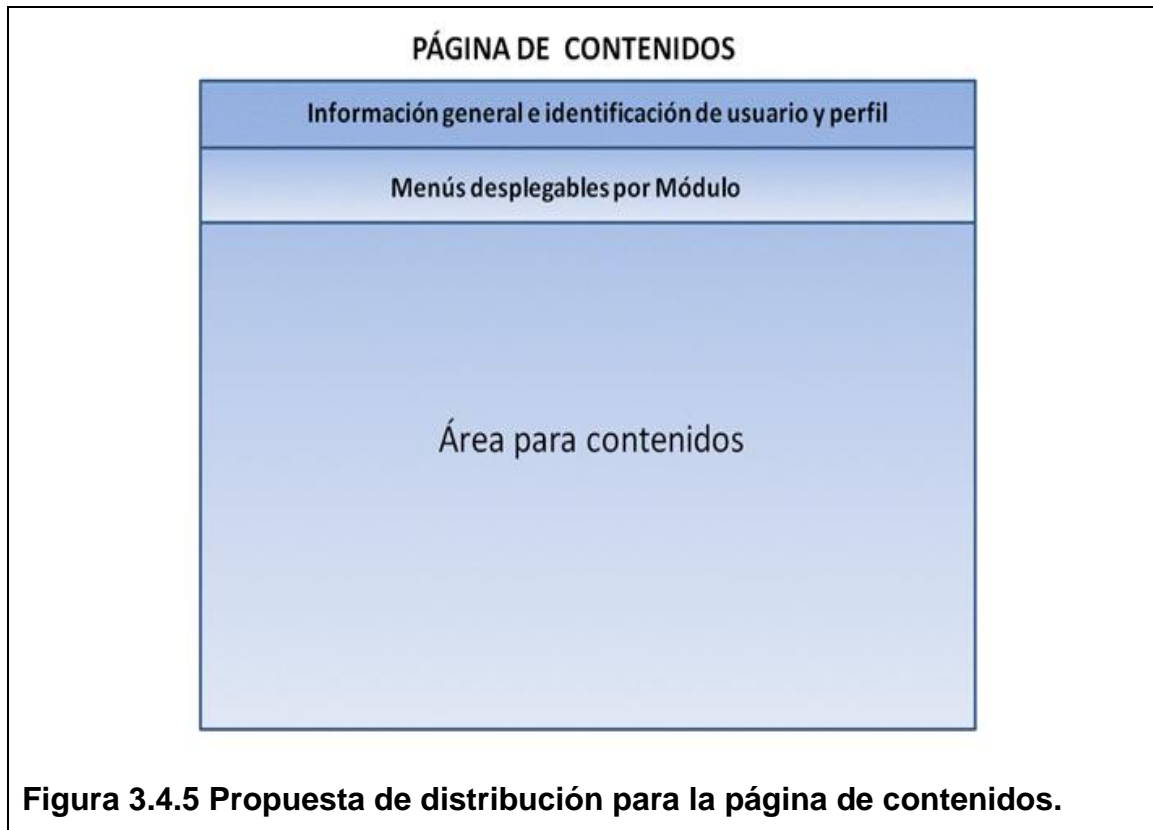 PÁGINA DE CONTENIDOS
Información general e identificación de usuario y perfil
Menús desplegables por Módulo
Área para contenidos
Figura 3.4.5 Propuesta de distribución para la página de contenidos.